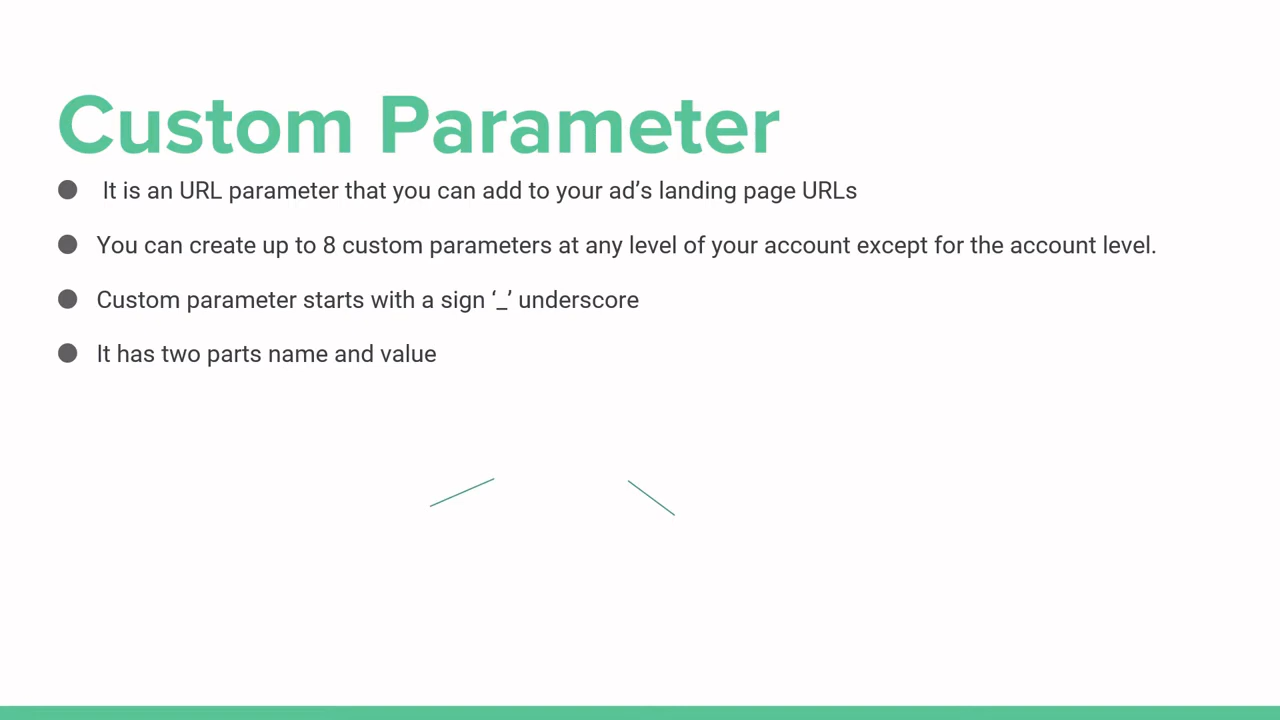 Custom Parameter
It is an URL parameter that you can add to your ad’s landing page URLs
You can create up to 8 custom parameters at any level of your account except for the account level.
Custom parameter starts with a sign ‘_’ underscore
It has two parts name and value